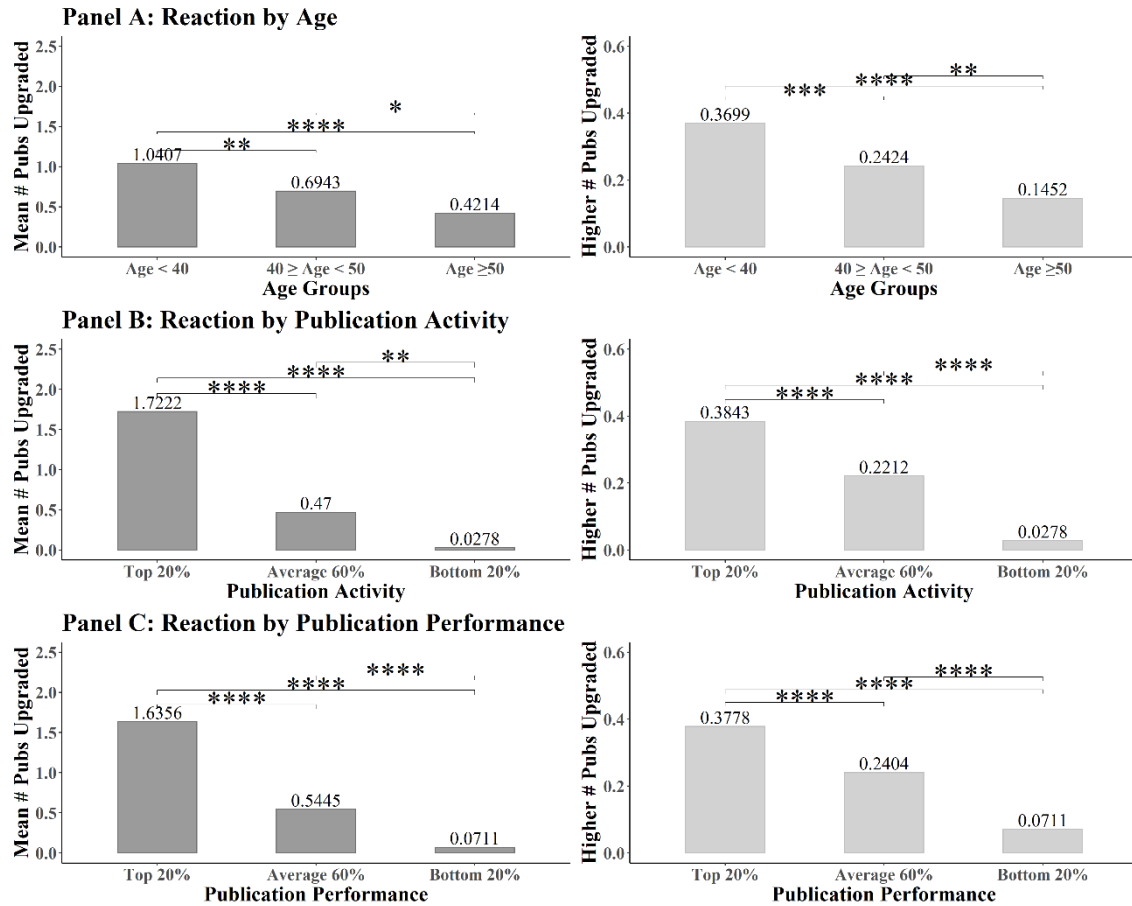 Panel A: Reaction by Age
Mean # Pubs Upgraded
2.5
2.0
1.5
1.0
0.5
0.0
*
****
**
1.0407
0.6943
0.4214
Age < 40
40 ≥ Age < 50
Age ≥50
Age Groups
Higher # Pubs Upgraded
0.6
0.4
0.2
0.0
**
****
***
0.3699
0.2424
0.1452
Age < 40
40 ≥ Age < 50
Age ≥50
Age Groups
Panel B: Reaction by Publication Activity
Mean # Pubs Upgraded
2.5
2.0
1.5
1.0
0.5
0.0
**
****
****
1.7222
0.47
0.0278
Top 20%
Average 60%
Bottom 20%
Publication Activity
Higher # Pubs Upgraded
0.6
0.4
0.2
0.0
****
****
****
0.3843
0.2212
0.0278
Top 20%
Average 60%
Bottom 20%
Publication Activity
Panel C: Reaction by Publication Performance
Mean # Pubs Upgraded
2.5
2.0
1.5
1.0
0.5
0.0
****
****
****
1.6356
0.5445
0.0711
Top 20%
Average 60%
Bottom 20%
Publication Performance
Higher # Pubs Upgraded
0.6
0.4
0.2
0.0
****
****
****
0.3778
0.2404
0.0711
Top 20%
Average 60%
Bottom 20%
Publication Performance